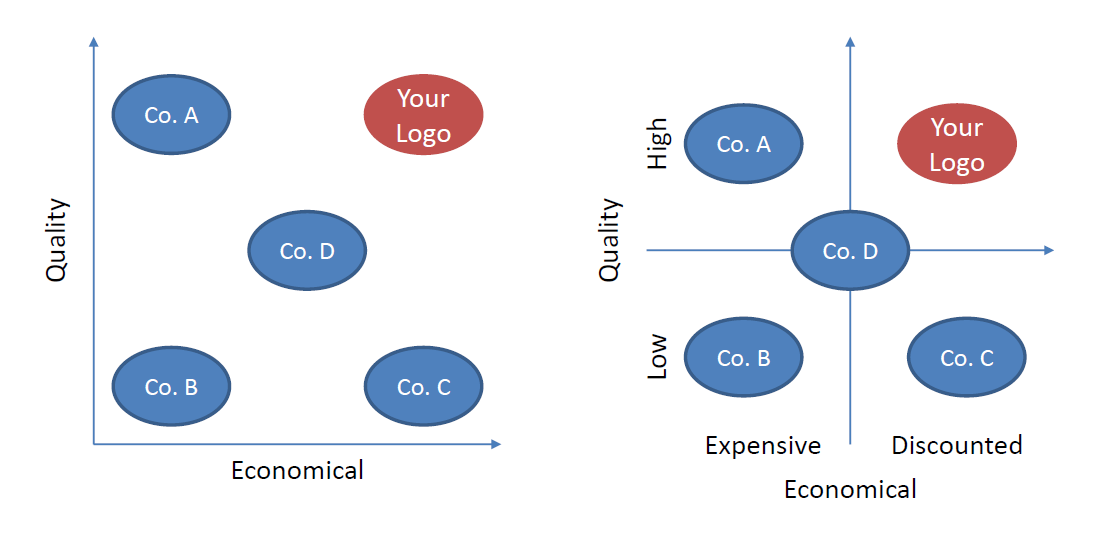 Co. A
Your
Logo
Quality
Co. D
Co. B
Co. C
Economical
High
Co. A
Your
Logo
Quality
Co. D
Low
Co. B
Co. C
Expensive
Discounted
Economical